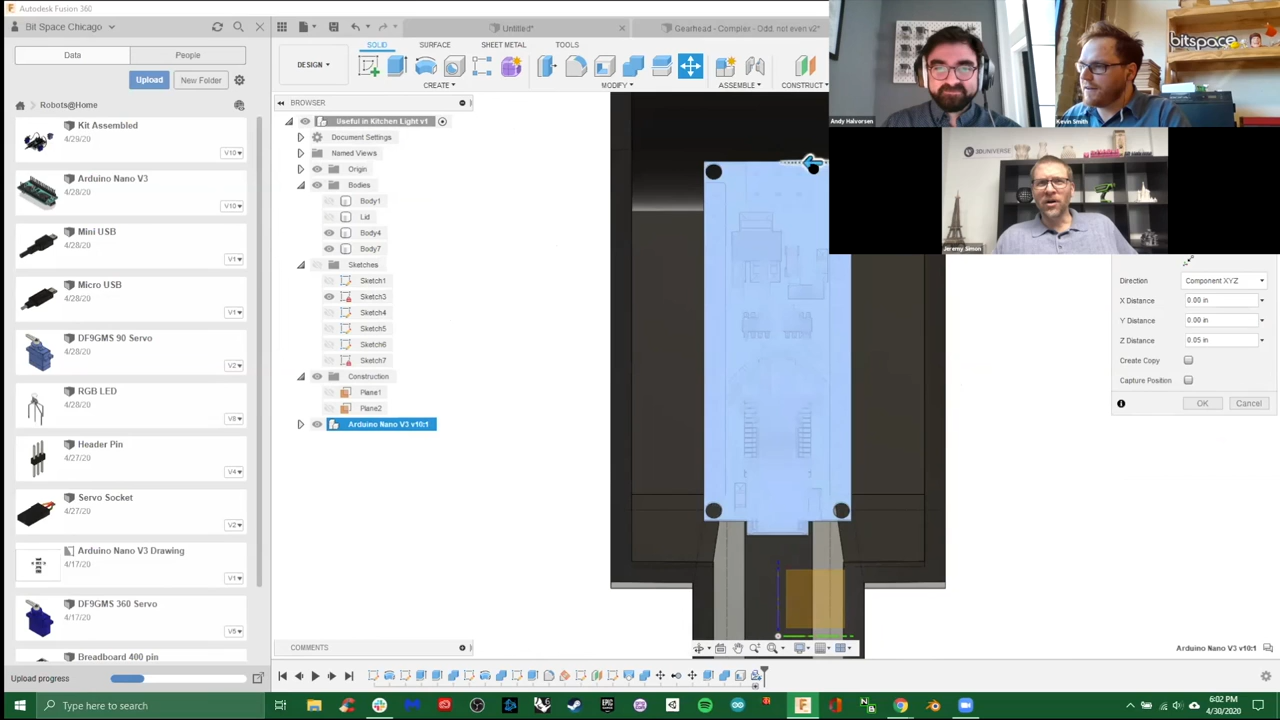 Autodesk Fusion 360
Bit Space Chicago
Data
People
Upload
New Folder
Robots@Home
Kit Assembled
4/29/20
V10
Arduino Nano V3
4/28/20
V10
Mini USB
4/28/20
V1
Micro USB
4/28/20
V1
DF9GMS 90 Servo
4/28/20
V2
RGB LED
4/28/20
V8
Header Pin
4/27/20
V4
Servo Socket
4/27/20
V2
Arduino Nano V3 Drawing
4/17/20
V1
DF9GMS 360 Servo
4/17/20
V5
Breadboard 400 pin
Upload progress
Untitled*
Gearhead - Compler - Odd, not even v2*
SOLID
SURFACE
SHEET METAL
TOOLS
DESIGN
CREATE
MODIFY
ASSEMBLE
CONSTRUCT
BROWSER
Useful in Kitchen Light v1
Document Settings
Named Views
Origin
Bodies
Body1
Lid
Body4
Body7
Sketches
Sketch1
Sketch3
Sketch4
Sketch5
Sketch6
Sketch7
Construction
Plane1
Plane2
Arduino Nano V3 v10:1
COMMENTS
bitspace
Andy Halvorsen
Kevin Smith
3DUNIVERSE
Jeremy Simon
Direction
Component XYZ
X Distance
0.00 in
Y Distance
0.00 in
Z Distance
0.05 in
Create Copy
Capture Position
OK
Cancel
Arduino Nano V3 v10:1
Type here to search
6:02 PM
4/30/2020